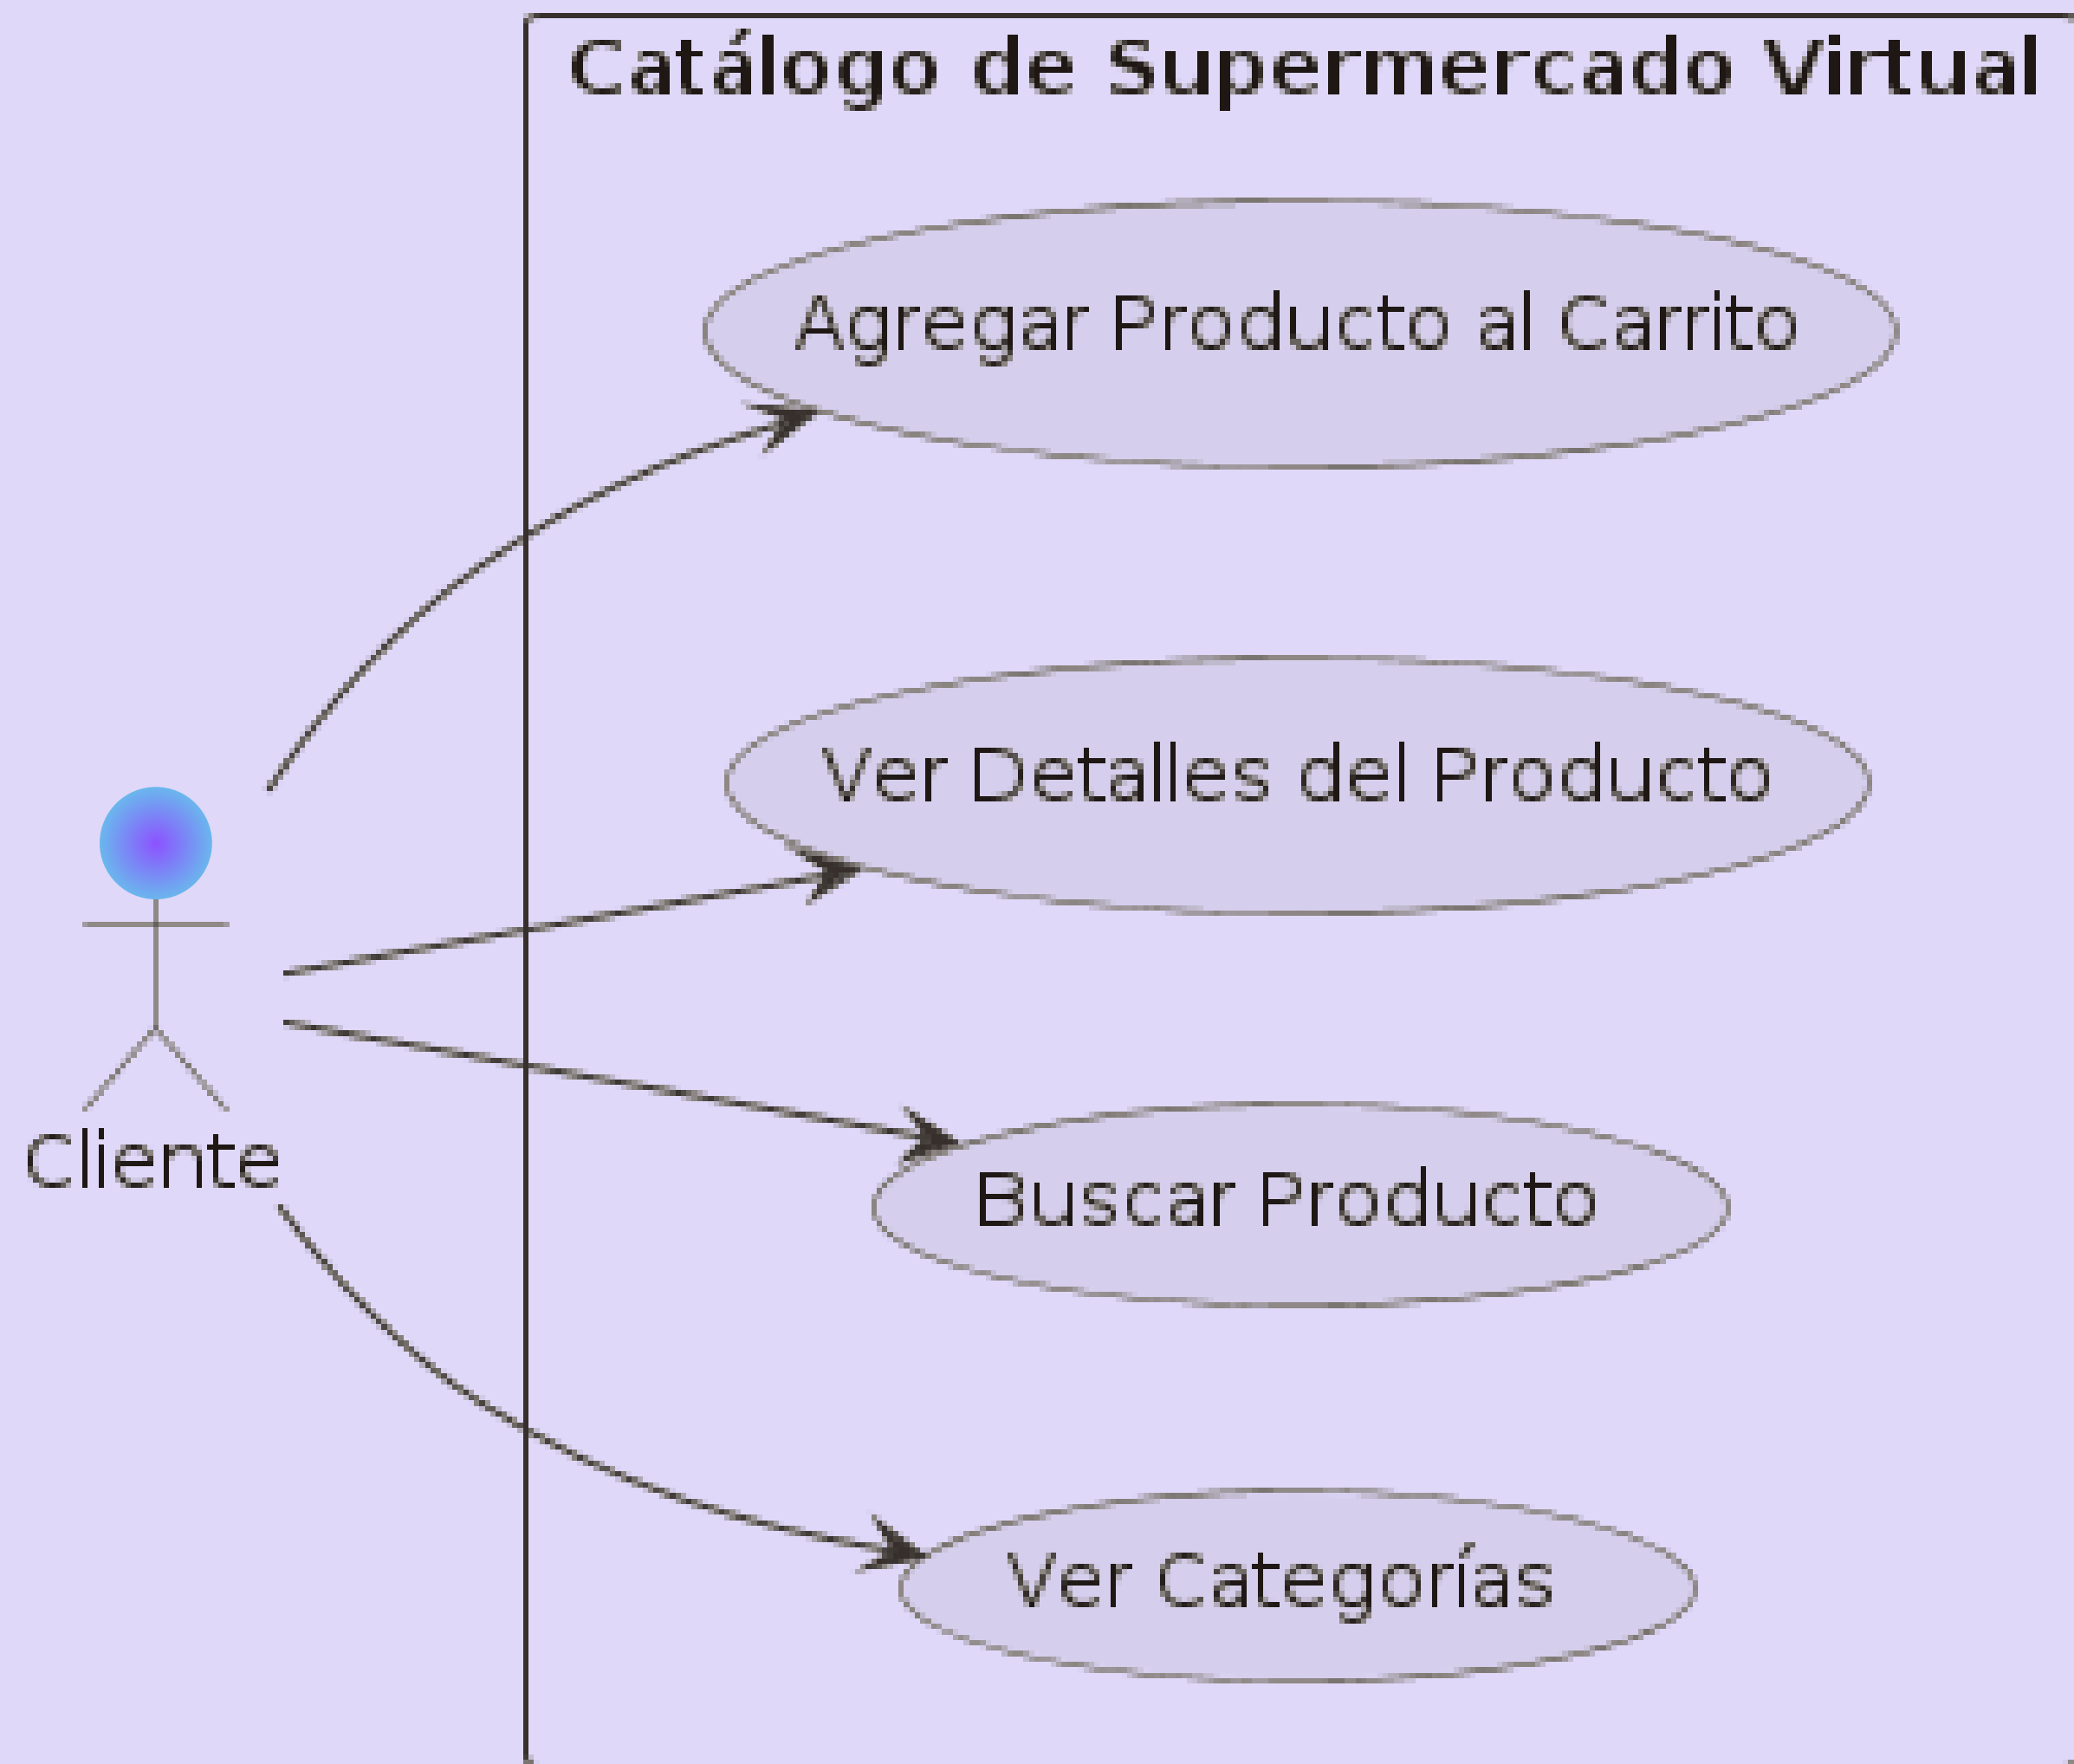 Catálogo de Supermercado Virtual
Agregar Producto al Carrito
Ver Detalles del Producto
Cliente
Buscar Producto
Ver Categorías